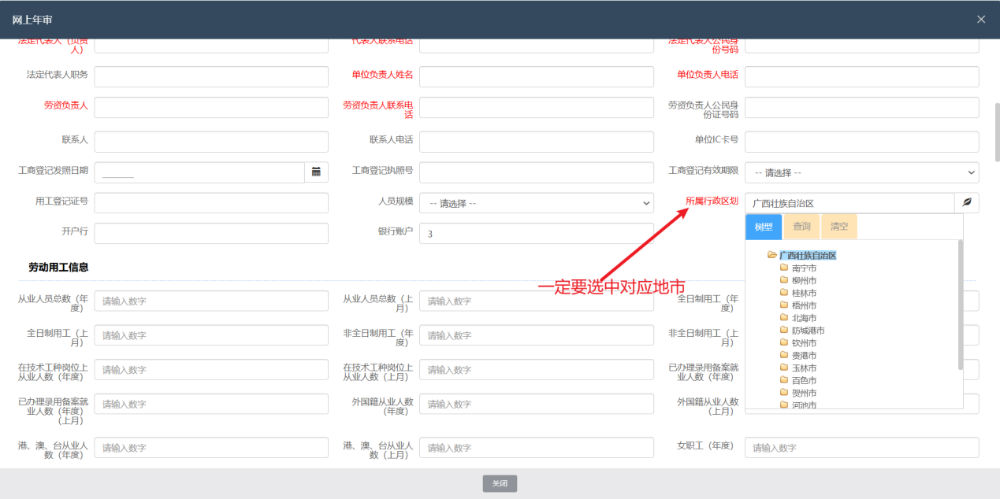 网上年审
法定代表人（负责
人）
代表人联系电话
法定代表人公民身
份号码
法定代表人职务
单位负责人姓名
单位负责人电话
劳资负责人
劳资负责人联系电
话
劳资负责人公民身
份证号码
联系人
联系人电话
单位IC卡号
工商登记发照日期
工商登记执照号
工商登记有效期限
-- 请选择 --
用工登记证号
人员规模
-- 请选择 --
所属行政区划
广西壮族自治区
开户行
银行账户
3
树型
查询
清空
广西壮族自治区
南宁市
柳州市
桂林市
梧州市
北海市
防城港市
钦州市
贵港市
玉林市
百色市
贺州市
河池市
一定要选中对应地市
劳动用工信息
从业人员总数（年
度）
请输入数字
从业人员总数（上
月）
请输入数字
全日制用工（年
度）
全日制用工（上
月）
请输入数字
非全日制用工（年
度）
请输入数字
非全日制用工（上
月）
在技术工种岗位上
从业人数（年度）
请输入数字
在技术工种岗位上
从业人数（上月）
请输入数字
已办理录用备案就
业人数（年度）
已办理录用备案就
业人数（年度）
（上月）
请输入数字
外国籍从业人数
（年度）
请输入数字
外国籍从业人数
（上月）
港、澳、台从业人
数（年度）
请输入数字
港、澳、台从业人
数（上月）
请输入数字
女职工（年度）
请输入数字
关闭